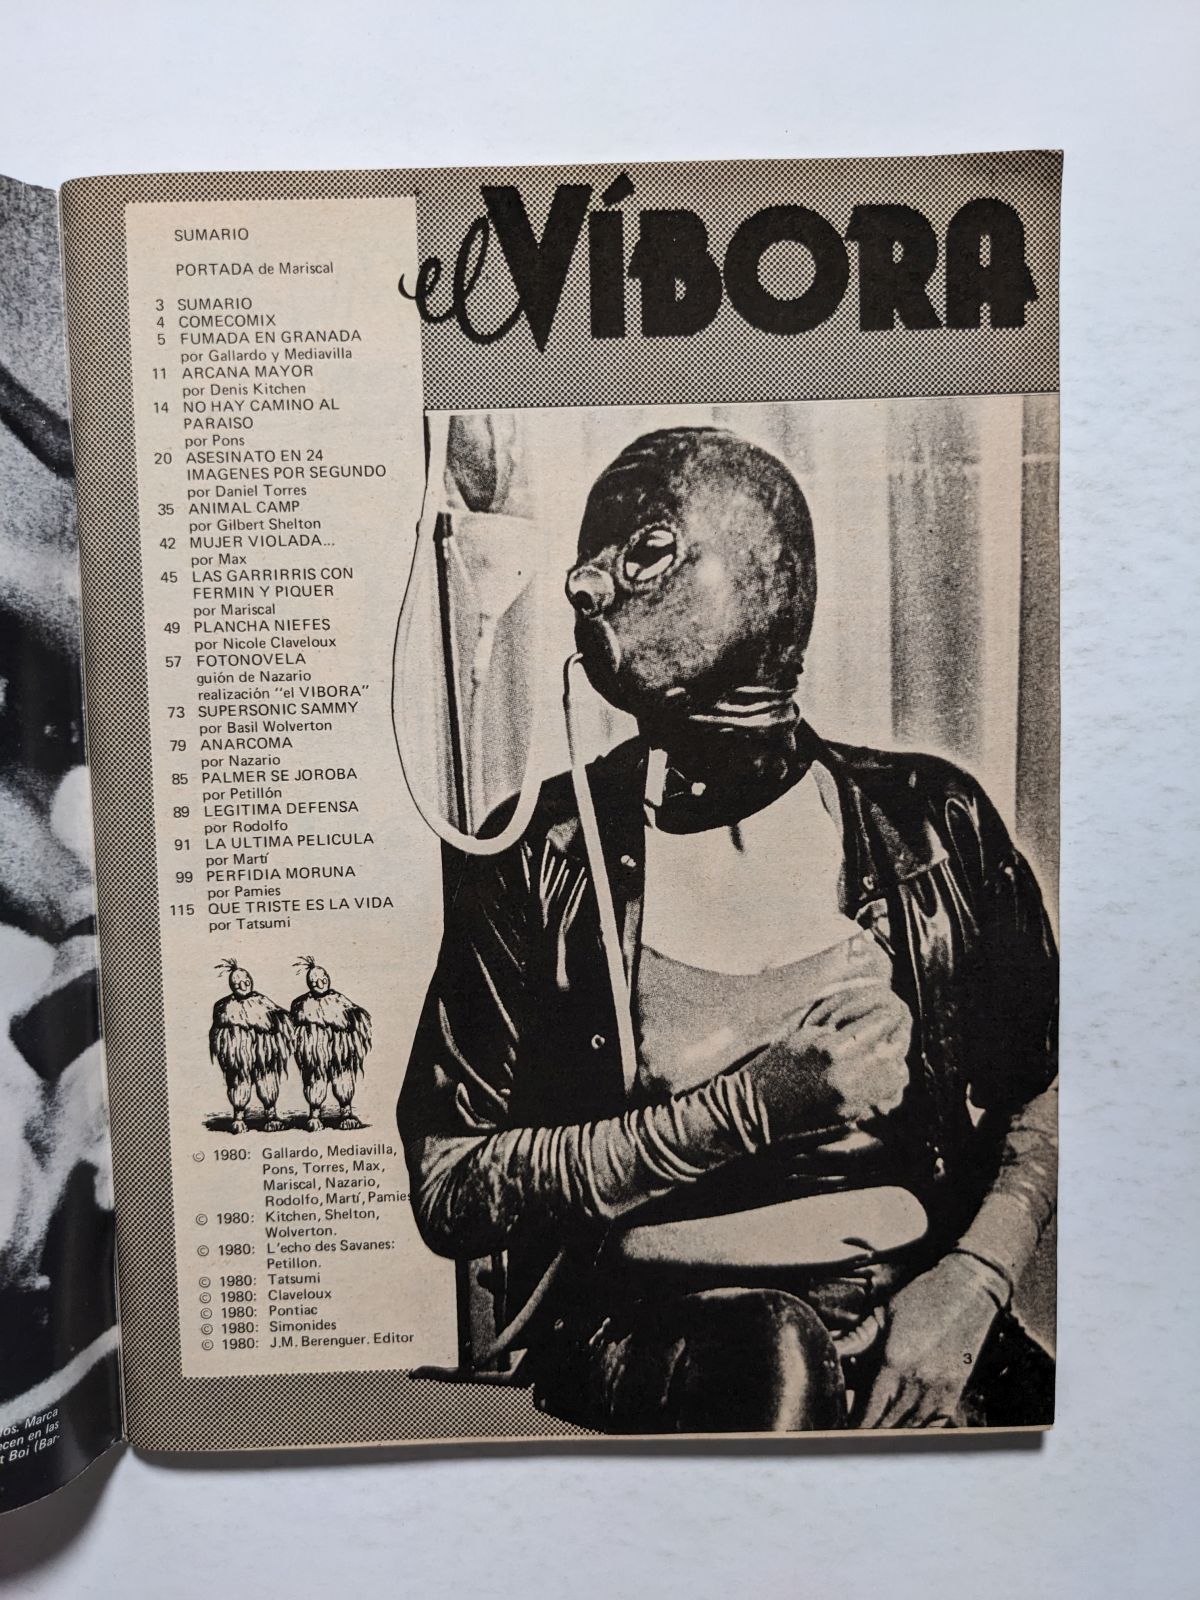 el VÍBORA
SUMARIO
PORTADA de Mariscal
3 SUMARIO
4 COMECOMIX
5 FUMADA EN GRANADA
por Gallardo y Mediavilla
11 ARCANA MAYOR
por Denis Kitchen
14 NO HAY CAMINO AL
PARAISO
por Pons
20 ASESINATO EN 24
IMAGENES POR SEGUNDO
por Daniel Torres
35 ANIMAL CAMP
por Gilbert Shelton
42 MUJER VIOLADA...
por Max
45 LAS GARRIRRIS CON
FERMIN Y PIQUER
por Mariscal
49 PLANCHA NIEFES
por Nicole Claveloux
57 FOTONOVELA
guión de Nazario
realización "el VIBORA"
73 SUPERSONIC SAMMY
por Basil Wolverton
79 ANARCOMA
por Nazario
85 PALMER SE JOROBA
por Petillón
89 LEGITIMA DEFENSA
por Rodolfo
91 LA ULTIMA PELICULA
por Martí
99 PERFIDIA MORUNA
por Pamies
115 QUE TRISTE ES LA VIDA
por Tatsumi
© 1980: Gallardo, Mediavilla,
Pons, Torres, Max,
Mariscal, Nazario,
Rodolfo, Martí, Pamies
© 1980: Kitchen, Shelton,
Wolverton.
© 1980: L'echo des Savanes:
Petillon.
© 1980: Tatsumi
© 1980: Claveloux
© 1980: Pontiac
© 1980: Simonides
© 1980: J.M. Berenguer. Editor
3
Marca
en las
Boi (Bar-